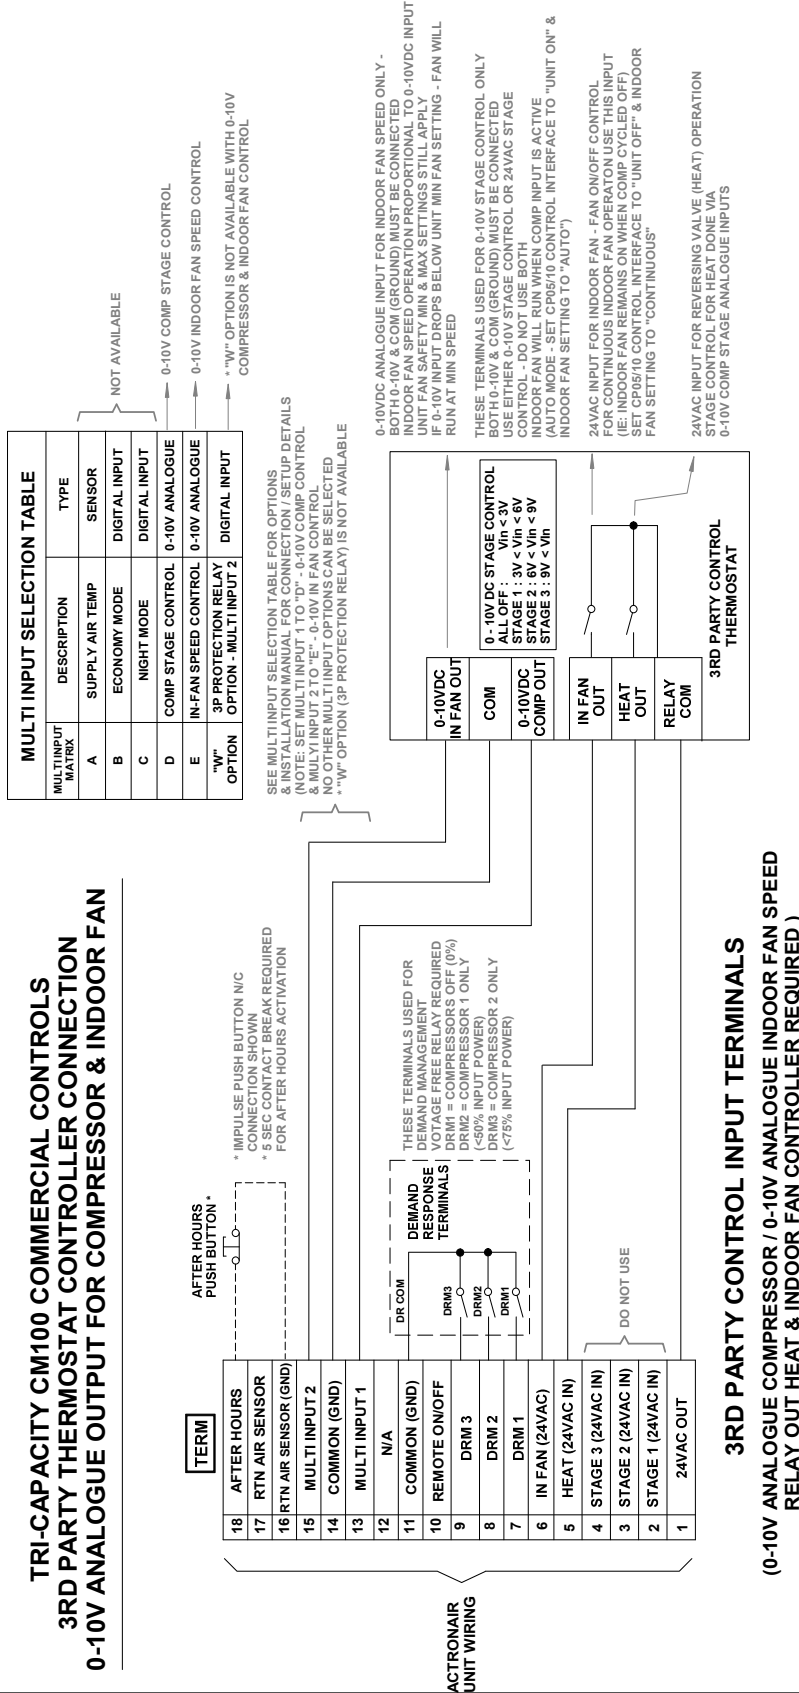 TRI-CAPACITY CM100 COMMERCIAL CONTROLS
3RD PARTY THERMOSTAT CONTROLLER CONNECTION
0-10V ANALOGUE OUTPUT FOR COMPRESSOR & INDOOR FAN
MULTI INPUT SELECTION TABLE
MULTI INPUT MATRIX DESCRIPTION TYPE
A SUPPLY AIR TEMP SENSOR
B ECONOMY MODE DIGITAL INPUT
C NIGHT MODE DIGITAL INPUT
D COMP STAGE CONTROL 0-10V ANALOGUE
E IN-FAN SPEED CONTROL 0-10V ANALOGUE
"W" OPTION 3P PROTECTION RELAY OPTION - MULTI INPUT 2 DIGITAL INPUT
NOT AVAILABLE
0-10V COMP STAGE CONTROL
0-10V INDOOR FAN SPEED CONTROL
* "W" OPTION IS NOT AVAILABLE WITH 0-10V
COMPRESSOR & INDOOR FAN CONTROL
SEE MULTI INPUT SELECTION TABLE FOR OPTIONS
& INSTALLATION MANUAL FOR CONNECTION / SETUP DETAILS
(NOTE: SET MULTI INPUT 1 TO "D" - 0-10V COMP CONTROL
& MULYI INPUT 2 TO "E" - 0-10V IN FAN CONTROL
NO OTHER MULTI INPUT OPTIONS CAN BE SELECTED
* "W" OPTION (3P PROTECTION RELAY) IS NOT AVAILABLE
AFTER HOURS
PUSH BUTTON *
* IMPULSE PUSH BUTTON N/C
CONNECTION SHOWN
* 5 SEC CONTACT BREAK REQUIRED
FOR AFTER HOURS ACTIVATION
TERM
18 AFTER HOURS
17 RTN AIR SENSOR
16 RTN AIR SENSOR (GND)
15 MULTI INPUT 2
14 COMMON (GND)
13 MULTI INPUT 1
12 N/A
11 COMMON (GND)
10 REMOTE ON/OFF
9 DRM 3
8 DRM 2
7 DRM 1
6 IN FAN (24VAC)
5 HEAT (24VAC IN)
4 STAGE 3 (24VAC IN)
3 STAGE 2 (24VAC IN)
2 STAGE 1 (24VAC IN)
1 24VAC OUT
ACTRONAIR
UNIT WIRING
DO NOT USE
DR COM
DEMAND
RESPONSE
TERMINALS
DRM3
DRM2
DRM1
THESE TERMINALS USED FOR
DEMAND MANAGEMENT
VOTAGE FREE RELAY REQUIRED
DRM1 = COMPRESSORS OFF (0%)
DRM2 = COMPRESSOR 1 ONLY
(<50% INPUT POWER)
DRM3 = COMPRESSOR 2 ONLY
(<75% INPUT POWER)
0-10VDC
IN FAN OUT
COM
0-10VDC
COMP OUT
IN FAN
OUT
HEAT
OUT
RELAY
COM
0 - 10V DC STAGE CONTROL
ALL OFF : Vin < 3V
STAGE 1 : 3V < Vin < 6V
STAGE 2 : 6V < Vin < 9V
STAGE 3 : 9V < VIn
3RD PARTY CONTROL
THERMOSTAT
0-10VDC ANALOGUE INPUT FOR INDOOR FAN SPEED ONLY -
BOTH 0-10V & COM (GROUND) MUST BE CONNECTED
INDOOR FAN SPEED OPERATION PROPORTIONAL TO 0-10VDC INPUT
UNIT FAN SAFETY MIN & MAX SETTINGS STILL APPLY
IF 0-10V INPUT DROPS BELOW UNIT MIN FAN SETTING - FAN WILL
RUN AT MIN SPEED
THESE TERMINALS USED FOR 0-10V STAGE CONTROL ONLY
BOTH 0-10V & COM (GROUND) MUST BE CONNECTED
USE EITHER 0-10V STAGE CONTROL OR 24VAC STAGE
CONTROL - DO NOT USE BOTH
INDOOR FAN WILL RUN WHEN COMP INPUT IS ACTIVE
(AUTO MODE - SET CP05/10 CONTROL INTERFACE TO "UNIT ON" &
INDOOR FAN SETTING TO "AUTO")
24VAC INPUT FOR INDOOR FAN - FAN ON/OFF CONTROL
FOR CONTINUOUS INDOOR FAN OPERATON USE THIS INPUT
(IE: INDOOR FAN REMAINS ON WHEN COMP CYCLED OFF)
SET CP05/10 CONTROL INTERFACE TO "UNIT OFF" & INDOOR
FAN SETTING TO "CONTINUOUS"
24VAC INPUT FOR REVERSING VALVE (HEAT) OPERATION
STAGE CONTROL FOR HEAT DONE VIA
0-10V COMP STAGE ANALOGUE INPUTS
3RD PARTY CONTROL INPUT TERMINALS
(0-10V ANALOGUE COMPRESSOR / 0-10V ANALOGUE INDOOR FAN SPEED
RELAY OUT HEAT & INDOOR FAN CONTROLLER REQUIRED )